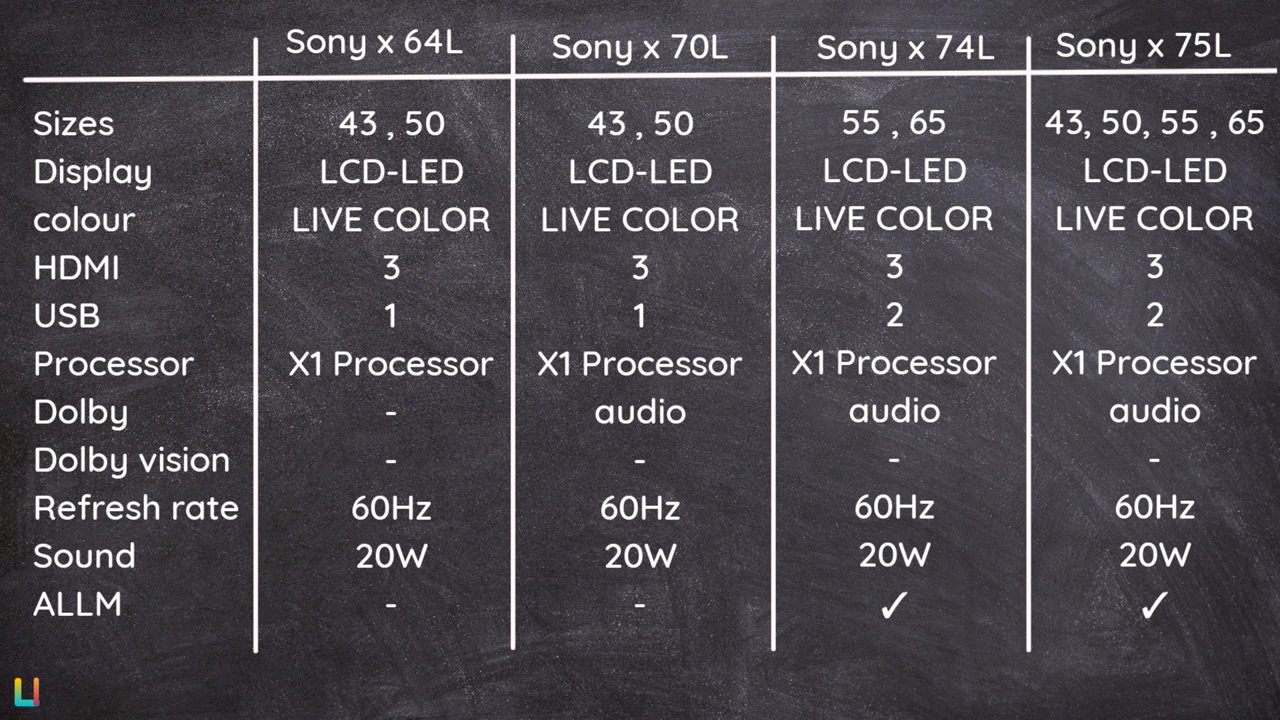 Sony x 64L Sony x 70L Sony x 74L Sony x 75L
Sizes 43 , 50 43 , 50 55 , 65 43, 50, 55 , 65
Display LCD-LED LCD-LED LCD-LED LCD-LED
colour LIVE COLOR LIVE COLOR LIVE COLOR LIVE COLOR
HDMI 3 3 3 3
USB 1 1 2 2
Processor X1 Processor X1 Processor X1 Processor X1 Processor
Dolby - audio audio audio
Dolby vision - - - -
Refresh rate 60Hz 60Hz 60Hz 60Hz
Sound 20W 20W 20W 20W
ALLM - - ✓ ✓